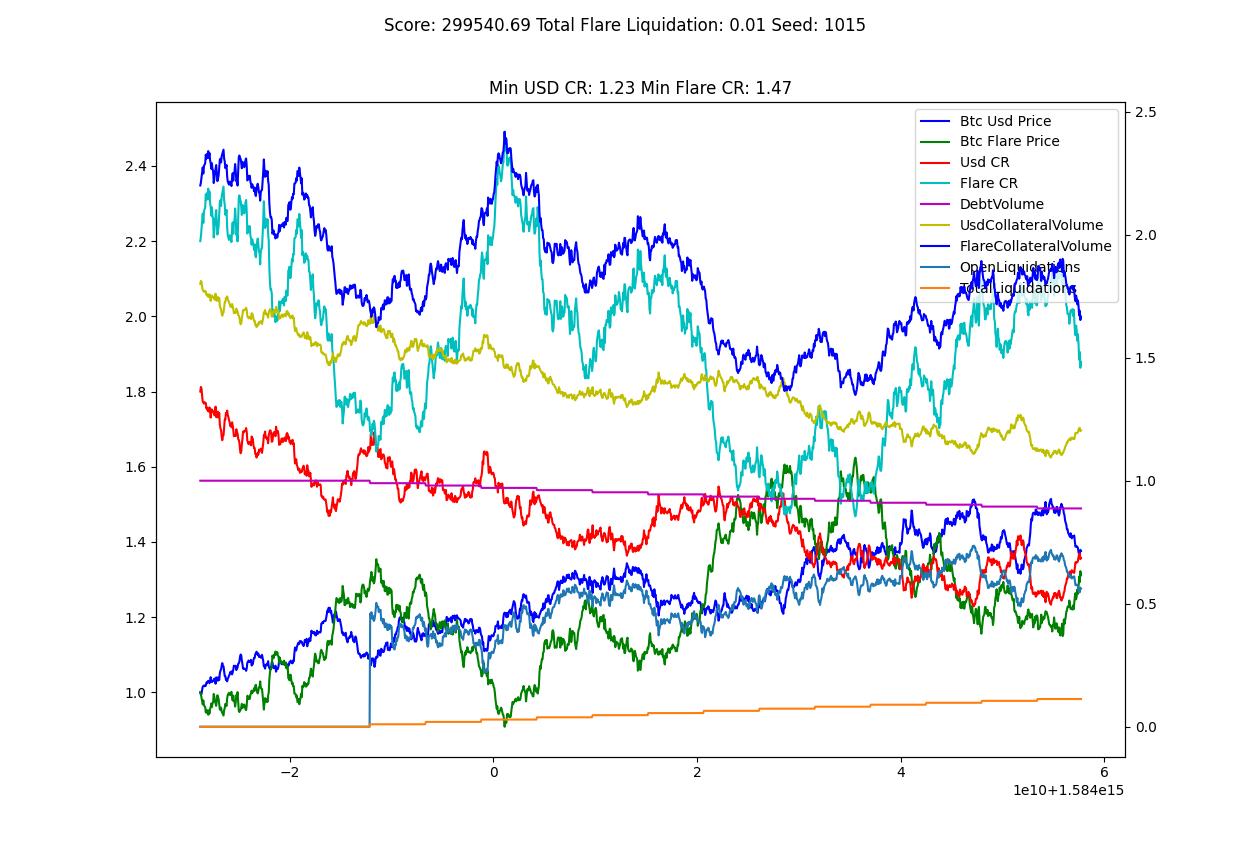 Score: 299540.69 Total Flare Liquidation: 0.01 Seed: 1015
Min USD CR: 1.23 Min Flare CR: 1.47
Btc Usd Price
Btc Flare Price
Usd CR
Flare CR
DebtVolume
UsdCollateralVolume
FlareCollateralVolume
OpenLiquidations
TotalLiquidations
2.4
2.2
2.0
1.8
1.6
1.4
1.2
1.0
2.5
2.0
1.5
1.0
0.5
0.0
−2 0 2 4 6
1e10+1.584e15